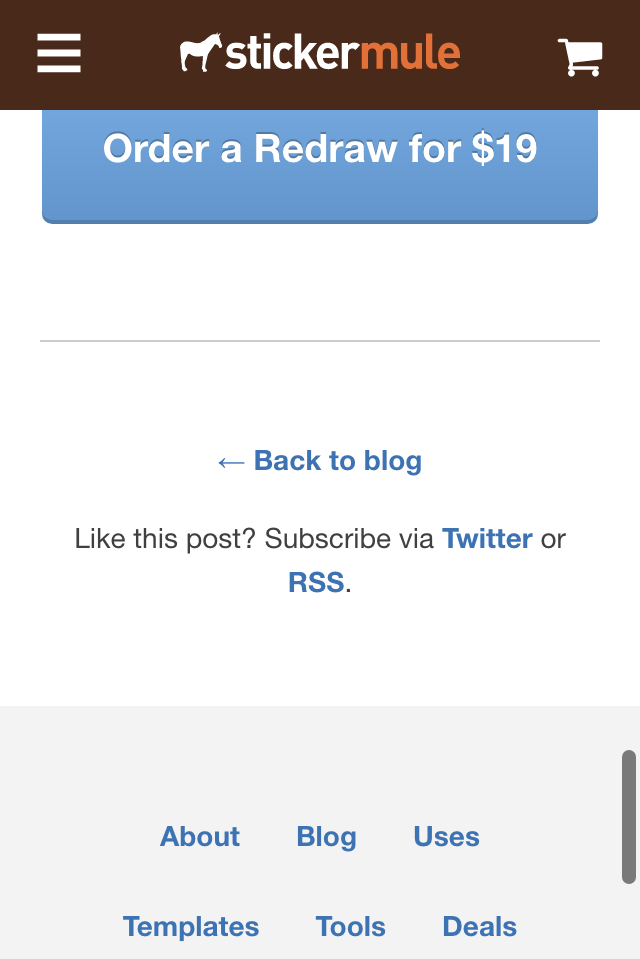 stickermule
Order a Redraw for $19
← Back to blog
Like this post? Subscribe via Twitter or
RSS.
About Blog Uses
Templates Tools Deals